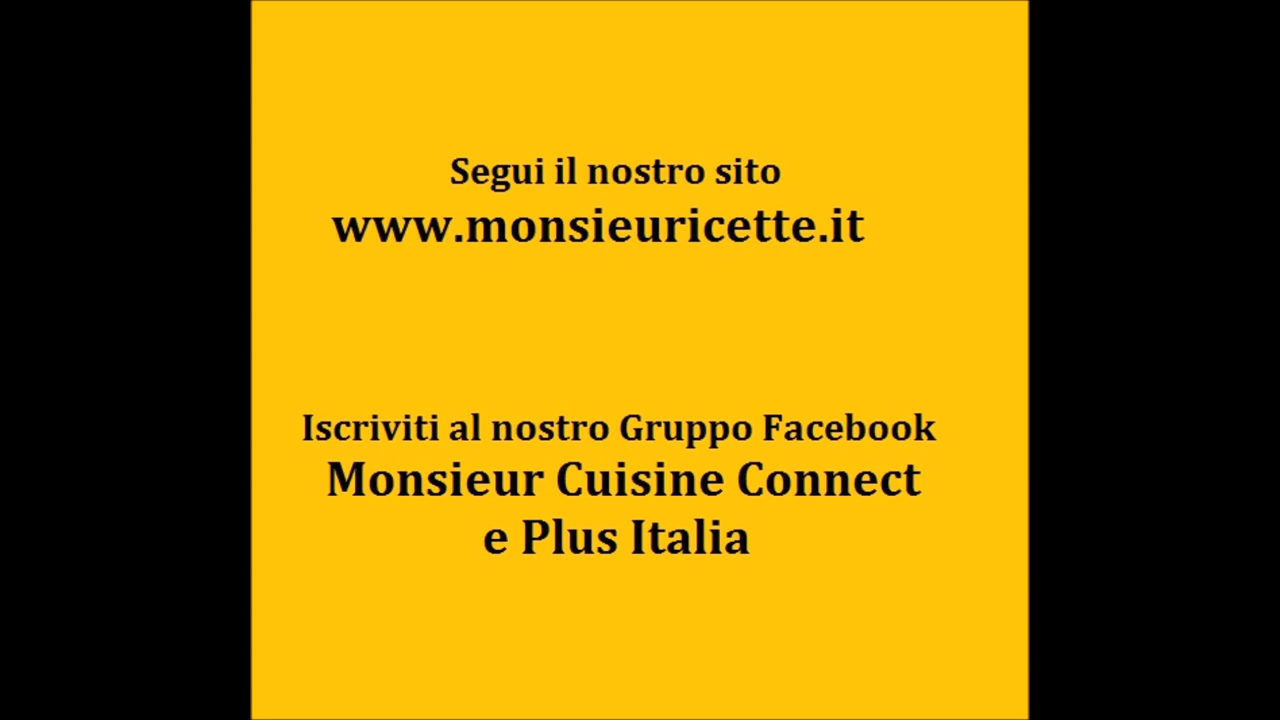 Segui il nostro sito
www.monsieuricette.it
Iscriviti al nostro Gruppo Facebook
Monsieur Cuisine Connect
e Plus Italia